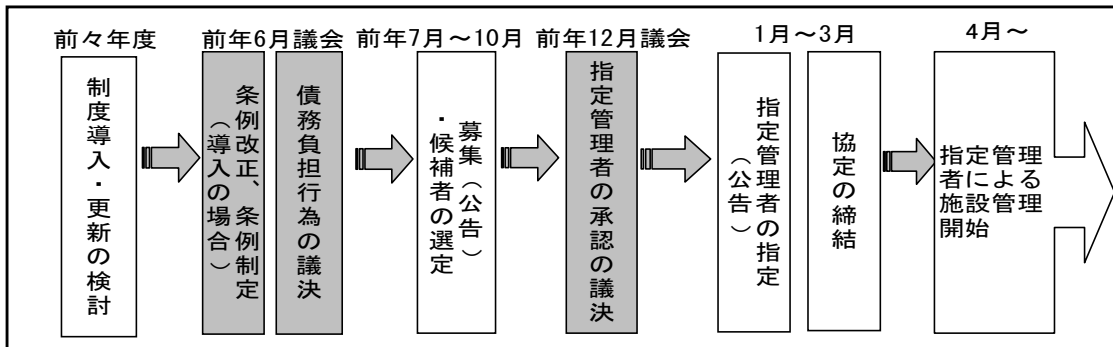 前々年度
制度導入・更新の検討
前年6月議会
条例改正、条例制定
（導入の場合）
債務負担行為の議決
前年7月～10月
募集（公告）
・候補者の選定
前年12月議会
指定管理者の承認の議決
1月～3月
指定管理者の指定
（公告）
協定の締結
4月～
指定管理
者による
施設管理
開始